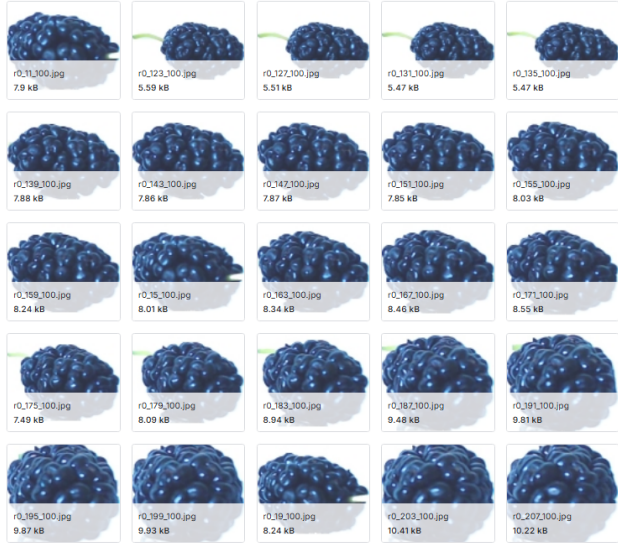 r0_11_100.jpg
7.9 kB
r0_123_100.jpg
5.59 kB
r0_127_100.jpg
5.51 kB
r0_131_100.jpg
5.47 kB
r0_135_100.jpg
5.47 kB
r0_139_100.jpg
7.88 kB
r0_143_100.jpg
7.86 kB
r0_147_100.jpg
7.87 kB
r0_151_100.jpg
7.85 kB
r0_155_100.jpg
8.03 kB
r0_159_100.jpg
8.24 kB
r0_15_100.jpg
8.01 kB
r0_163_100.jpg
8.34 kB
r0_167_100.jpg
8.46 kB
r0_171_100.jpg
8.55 kB
r0_175_100.jpg
7.49 kB
r0_179_100.jpg
8.09 kB
r0_183_100.jpg
8.94 kB
r0_187_100.jpg
9.48 kB
r0_191_100.jpg
9.81 kB
r0_195_100.jpg
9.87 kB
r0_199_100.jpg
9.93 kB
r0_19_100.jpg
8.24 kB
r0_203_100.jpg
10.41 kB
r0_207_100.jpg
10.22 kB